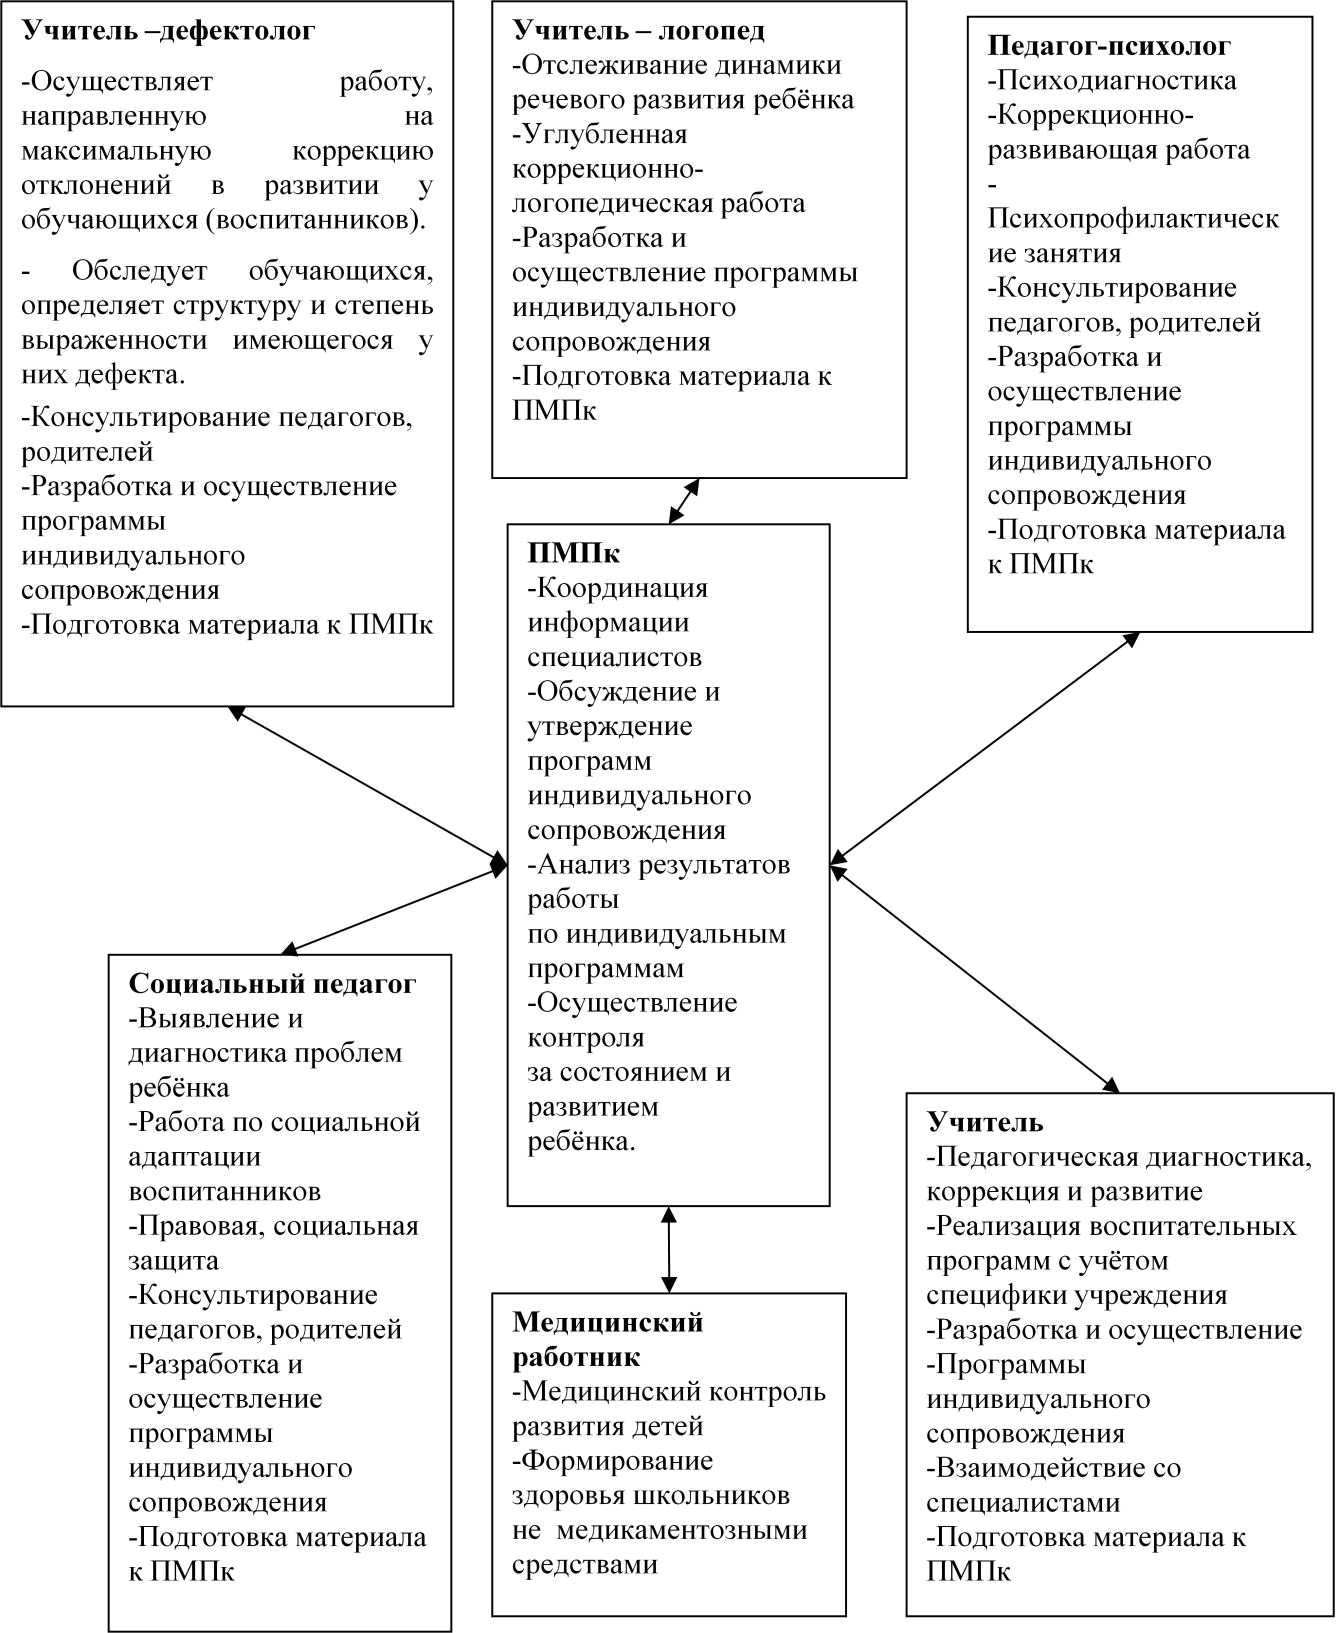 Учитель –дефектолог
-Осуществляет работу,
направленную на
максимальную коррекцию
отклонений в развитии у
обучающихся (воспитанников).
- Обследует обучающихся,
определяет структуру и степень
выраженности имеющегося у
них дефекта.
-Консультирование педагогов,
родителей
-Разработка и осуществление
программы
индивидуального
сопровождения
-Подготовка материала к ПМПк
Учитель – логопед
-Отслеживание динамики
речевого развития ребёнка
-Углубленная
коррекционно-
логопедическая работа
-Разработка и
осуществление программы
индивидуального
сопровождения
-Подготовка материала к
ПМПк
Педагог-психолог
-Психодиагностика
-Коррекционно-
развивающая работа
-
Психопрофилактическ
ие занятия
-Консультирование
педагогов, родителей
-Разработка и
осуществление
программы
индивидуального
сопровождения
-Подготовка материала
к ПМПк
ПМПк
-Координация
информации
специалистов
-Обсуждение и
утверждение
программ
индивидуального
сопровождения
-Анализ результатов
работы
по индивидуальным
программам
-Осуществление
контроля
за состоянием и
развитием
ребёнка.
Социальный педагог
-Выявление и
диагностика проблем
ребёнка
-Работа по социальной
адаптации
воспитанников
-Правовая, социальная
защита
-Консультирование
педагогов, родителей
-Разработка и
осуществление
программы
индивидуального
сопровождения
-Подготовка материала
к ПМПк
Медицинский
работник
-Медицинский контроль
развития детей
-Формирование
здоровья школьников
не медикаментозными
средствами
Учитель
-Педагогическая диагностика,
коррекция и развитие
-Реализация воспитательных
программ с учётом
специфики учреждения
-Разработка и осуществление
-Программы
индивидуального
сопровождения
-Взаимодействие со
специалистами
-Подготовка материала к
ПМПк